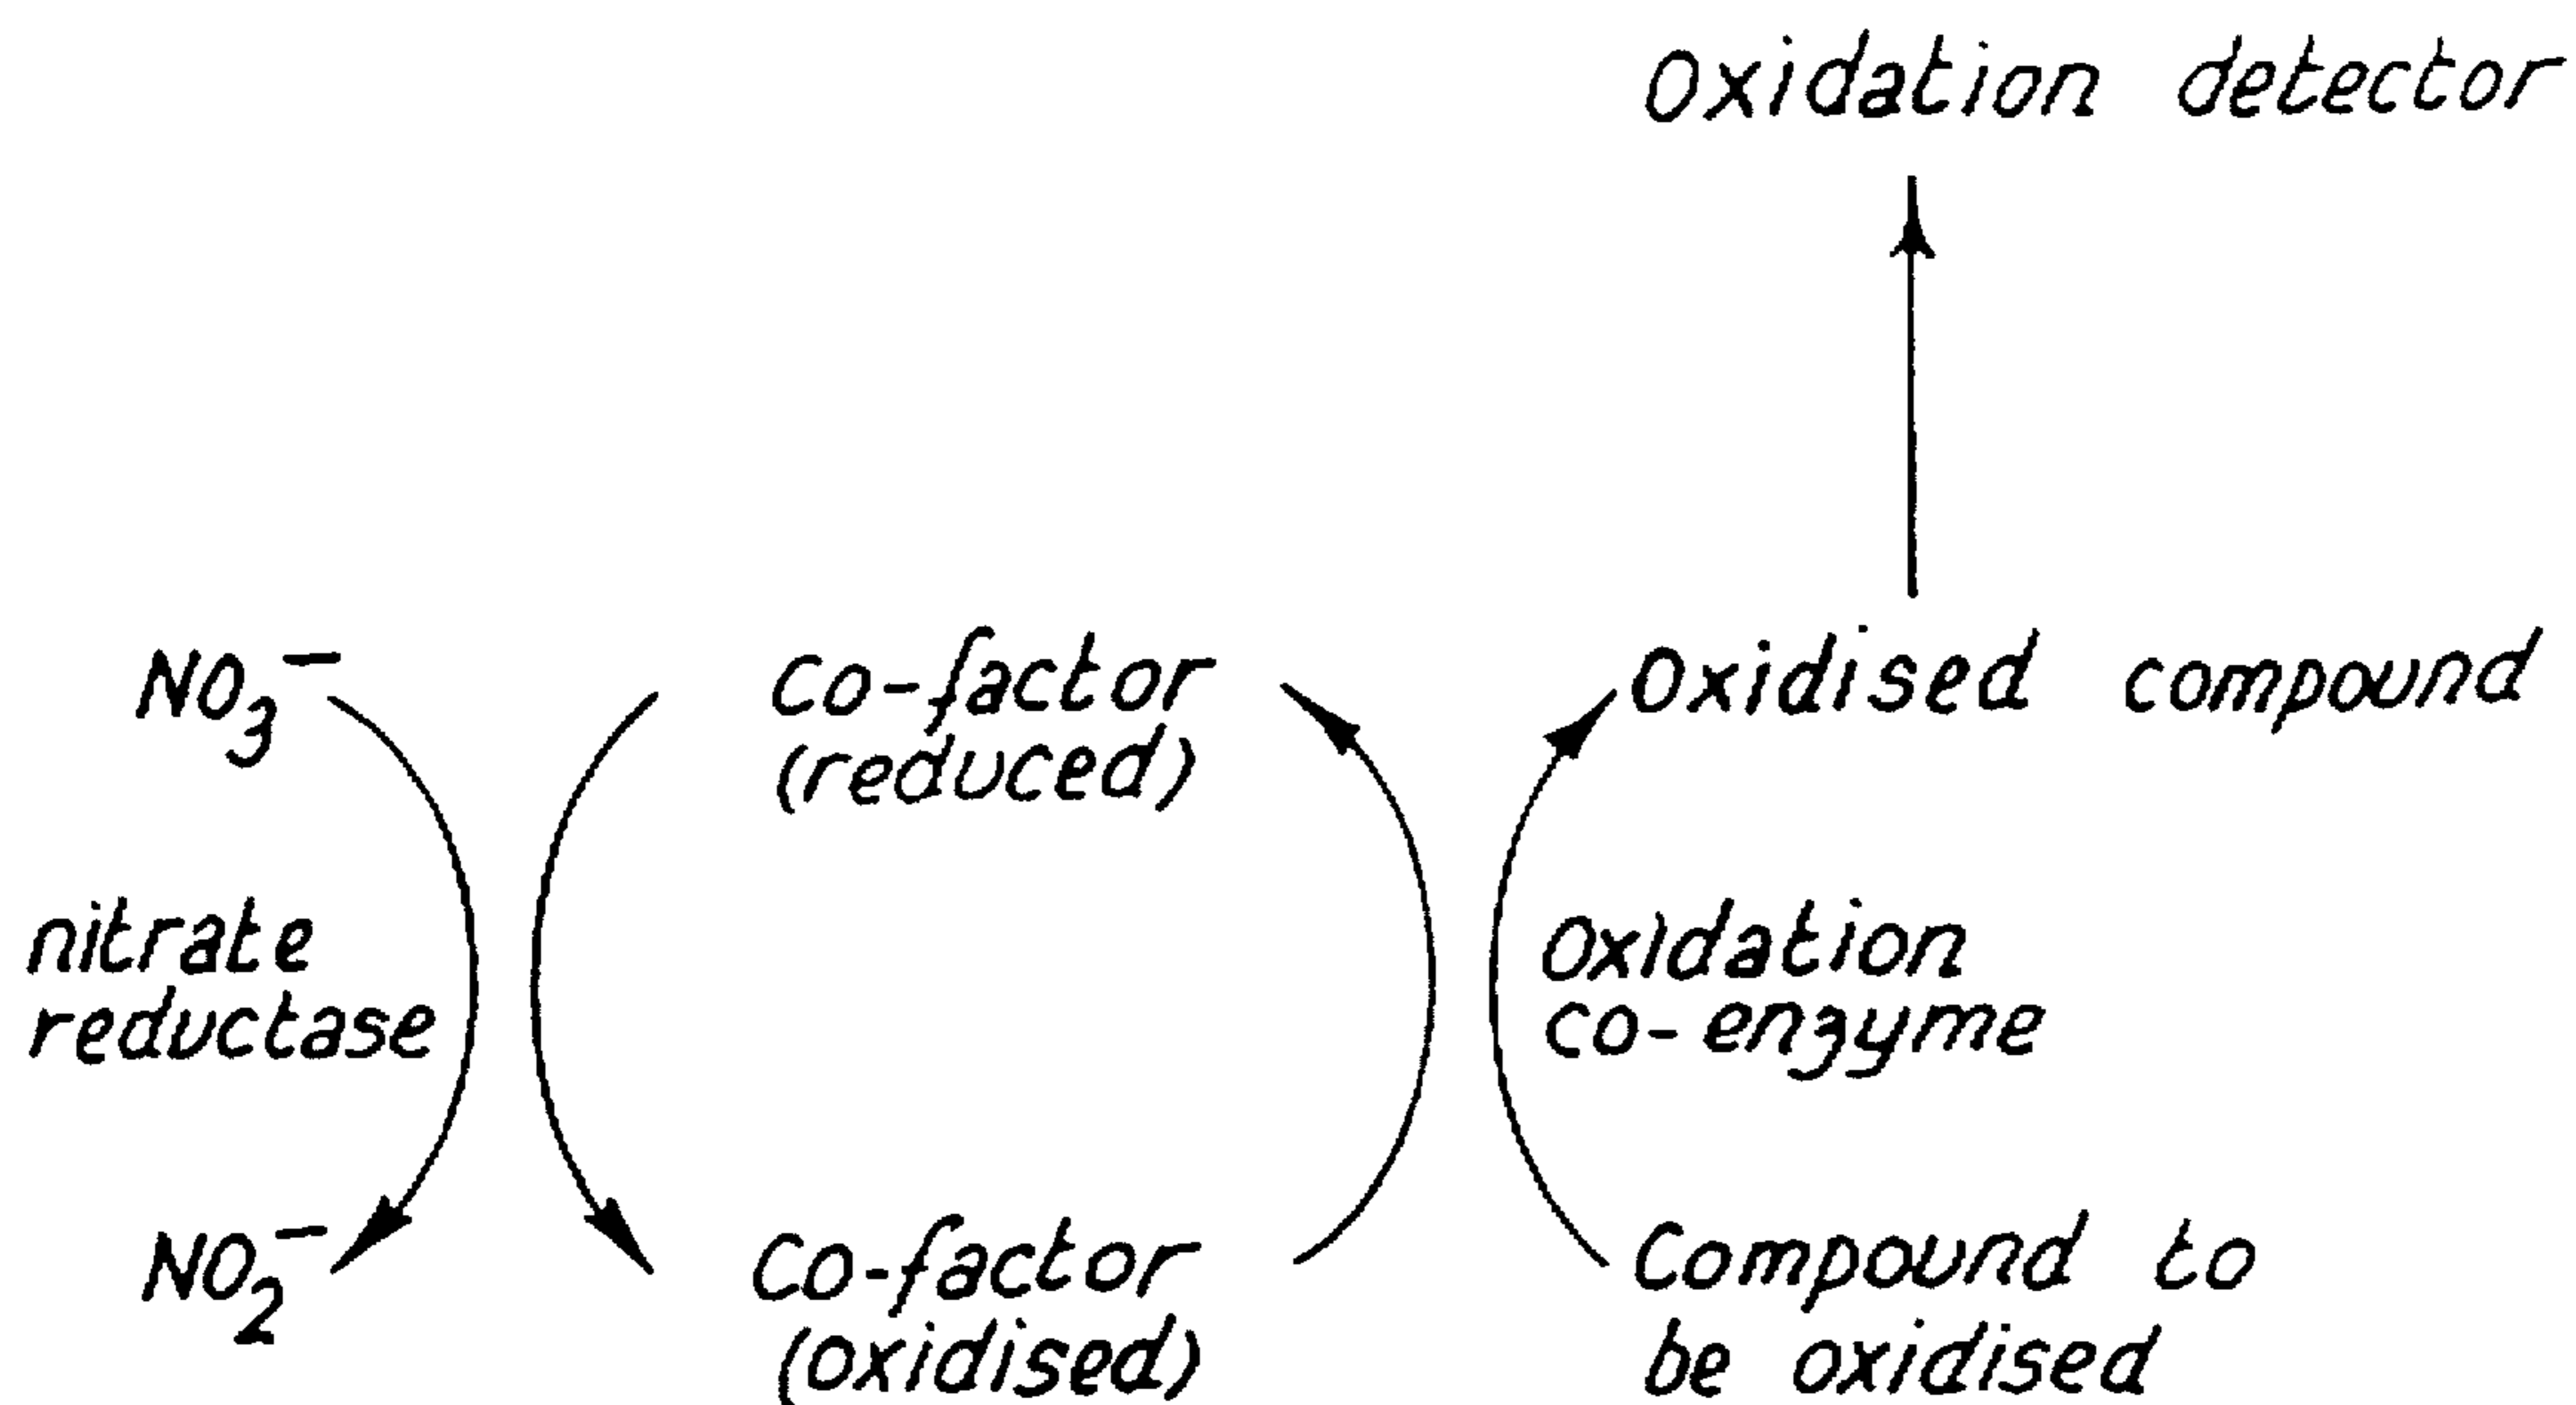 Oxidation detector
NO3−
Co-factor
(reduced)
Oxidised compound
nitrate
reductase
Oxidation
co-enzyme
NO2−
Co-factor
(oxidised)
Compound to
be oxidised